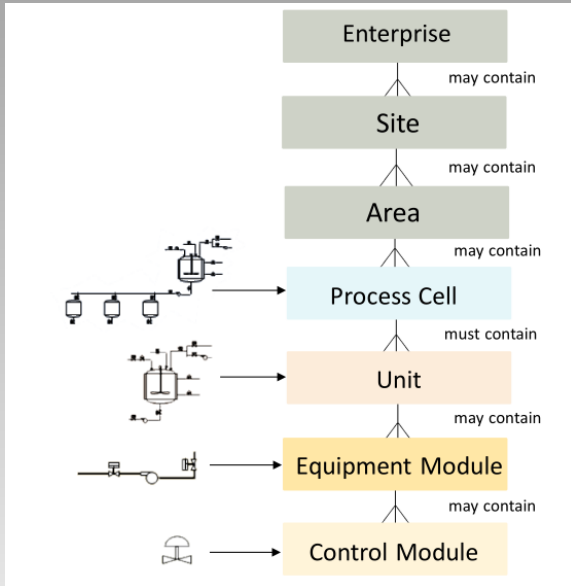 Enterprise
may contain
Site
may contain
Area
may contain
Process Cell
must contain
Unit
may contain
Equipment Module
may contain
Control Module